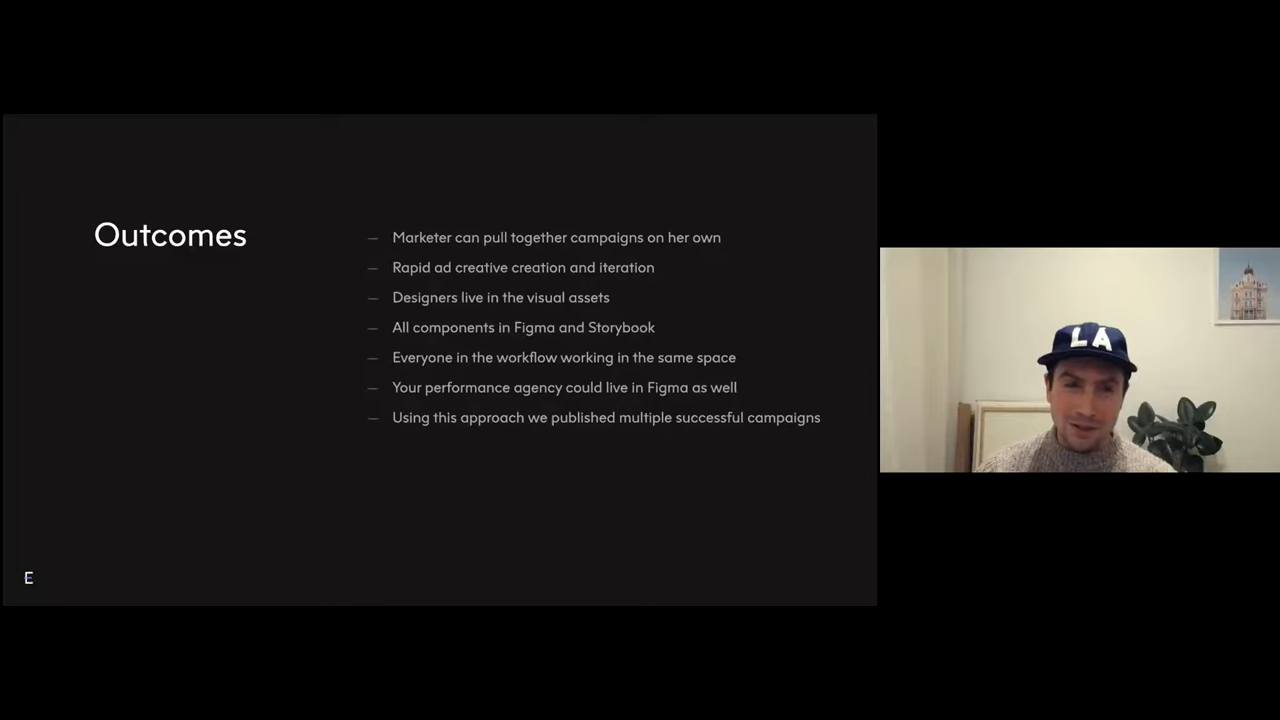 Outcomes
— Marketer can pull together campaigns on her own
— Rapid ad creative creation and iteration
— Designers live in the visual assets
— All components in Figma and Storybook
— Everyone in the workflow working in the same space
— Your performance agency could live in Figma as well
— Using this approach we published multiple successful campaigns
E
LA